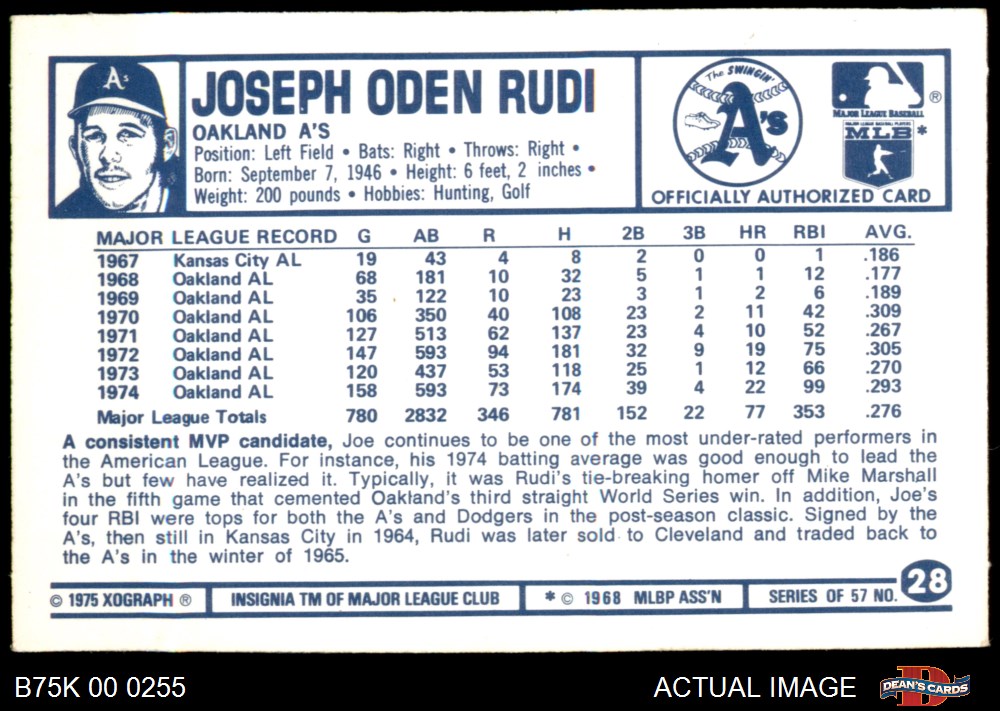 A's
JOSEPH ODEN RUDI
OAKLAND A'S
Position: Left Field • Bats: Right • Throws: Right •
Born: September 7, 1946 • Height: 6 feet, 2 inches •
Weight: 200 pounds • Hobbies: Hunting, Golf
The SWINGIN'
A's
MAJOR LEAGUE BASEBALL ®
MAJOR LEAGUE BASEBALL PLAYERS
MLB *
OFFICIALLY AUTHORIZED CARD
MAJOR LEAGUE RECORD G AB R H 2B 3B HR RBI AVG.
1967 Kansas City AL 19 43 4 8 2 0 0 1 .186
1968 Oakland AL 68 181 10 32 5 1 1 12 .177
1969 Oakland AL 35 122 10 23 3 1 2 6 .189
1970 Oakland AL 106 350 40 108 23 2 11 42 .309
1971 Oakland AL 127 513 62 137 23 4 10 52 .267
1972 Oakland AL 147 593 94 181 32 9 19 75 .305
1973 Oakland AL 120 437 53 118 25 1 12 66 .270
1974 Oakland AL 158 593 73 174 39 4 22 99 .293
Major League Totals 780 2832 346 781 152 22 77 353 .276
A consistent MVP candidate, Joe continues to be one of the most under-rated performers in
the American League. For instance, his 1974 batting average was good enough to lead the
A's but few have realized it. Typically, it was Rudi's tie-breaking homer off Mike Marshall
in the fifth game that cemented Oakland's third straight World Series win. In addition, Joe's
four RBI were tops for both the A's and Dodgers in the post-season classic. Signed by the
A's, then still in Kansas City in 1964, Rudi was later sold to Cleveland and traded back to
the A's in the winter of 1965.
© 1975 XOGRAPH ® INSIGNIA TM OF MAJOR LEAGUE CLUB * © 1968 MLBP ASS'N SERIES OF 57 NO. 28
B75K 00 0255 ACTUAL IMAGE DEAN'S CARDS